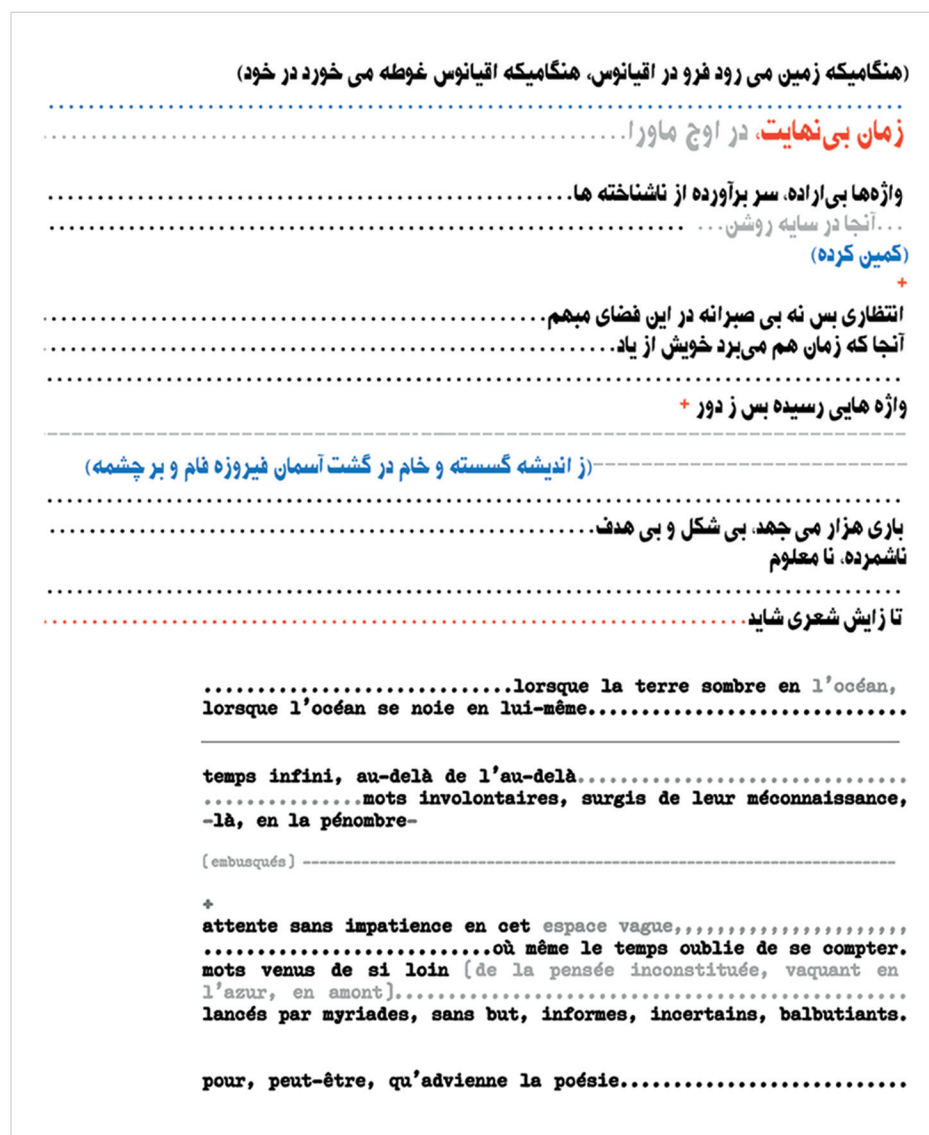 (هنگامیکه زمین می رود فرو در اقیانوس، هنگامیکه اقیانوس غوطه می خورد در خود)
................................................................................
زمان بی‌نهایت، در اوج ماورا.......................................................
واژه‌ها بی‌اراده، سر برآورده از ناشناخته ها..................................
...آنجا در سایه روشن... ............................................................
(کمین کرده)
+
انتظاری بس نه بی صبرانه در این فضای مبهم...................................
آنجا که زمان هم می‌برد خویش از یاد..........................................
................................................................................
واژه هایی رسیده بس ز دور +
--------------------------------------------------------------------------------
-----------------------------(ز اندیشه گسسته و خام در گشت آسمان فیروزه فام و بر چشمه)
................................................................................
باری هزار می جهد، بی شکل و بی هدف........................................
ناشمرده، نا معلوم
................................................................................
تا زایش شعری شاید..................................................................
.............................lorsque la terre sombre en l'océan,
lorsque l'océan se noie en lui-même..............................
temps infini, au-delà de l'au-delà...............................
...............mots involontaires, surgis de leur méconnaissance,
-là, en la pénombre-
(embusqués) ----------------------------------------------------------------------
+
attente sans impatience en cet espace vague,,,,,,,,,,,,,,,,,,,,,,
...........................où même le temps oublie de se compter.
mots venus de si loin (de la pensée inconstituée, vaquant en
l'azur, en amont)................................................
lancés par myriades, sans but, informes, incertains, balbutiants.
pour, peut-être, qu'advienne la poésie...........................